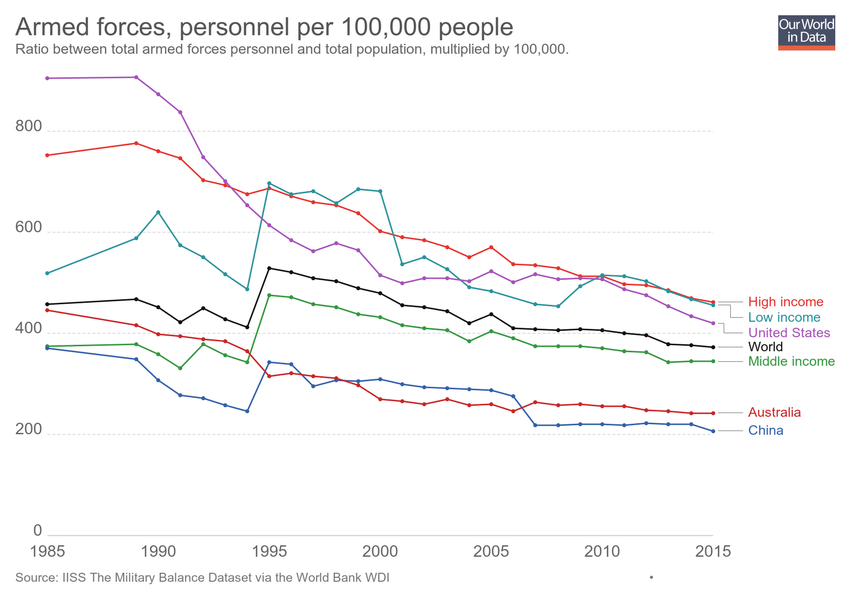 Armed forces, personnel per 100,000 people
Ratio between total armed forces personnel and total population, multiplied by 100,000.
Our World
in Data
800
600
400
200
0
High income
Low income
United States
World
Middle income
Australia
China
1985 1990 1995 2000 2005 2010 2015
Source: IISS The Military Balance Dataset via the World Bank WDI
•